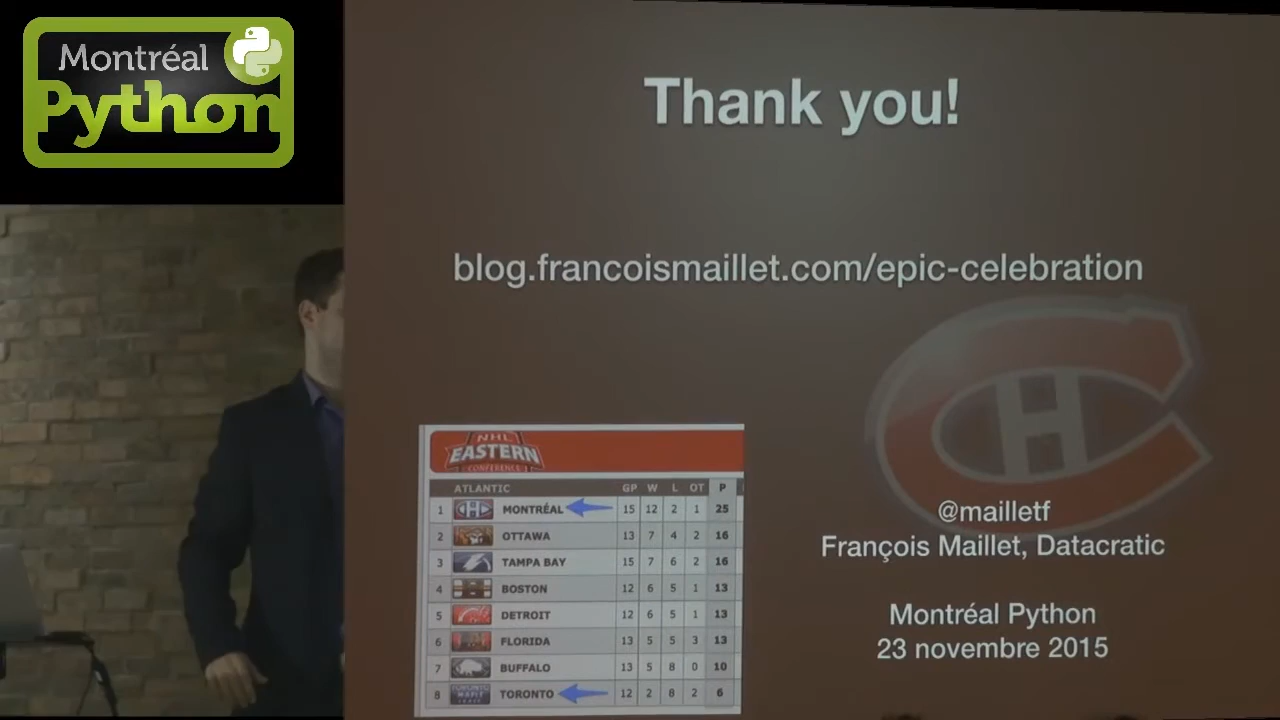 Montréal
Python
Thank you!
blog.francoismaillet.com/epic-celebration
NHL
EASTERN
CONFERENCE
ATLANTIC GP W L OT P
1 MONTRÉAL 15 12 2 1 25
2 OTTAWA 13 7 4 2 16
3 TAMPA BAY 15 7 6 2 16
4 BOSTON 12 6 5 1 13
5 DETROIT 12 6 5 1 13
6 FLORIDA 13 5 5 3 13
7 BUFFALO 13 5 8 0 10
8 TORONTO 12 2 8 2 6
CH
@mailletf
François Maillet, Datacratic
Montréal Python
23 novembre 2015